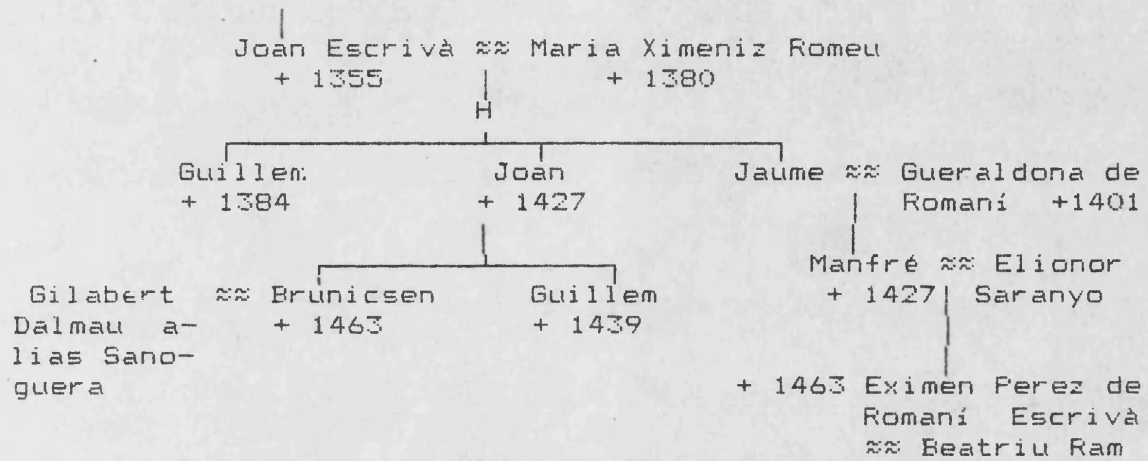 Joan Escrivà ≈≈ Maria Ximeniz Romeu
+ 1355 + 1380
H
Guillem Joan Jaume ≈≈ Gueraldona de
+ 1384 + 1427 Romaní +1401
Manfré ≈≈ Elionor
Gilabert ≈≈ Brunicsen Guillem + 1427 Saranyo
Dalmau a- + 1463 + 1439
lias Sano-
guera
+ 1463 Eximen Perez de
Romaní Escrivà
≈≈ Beatriu Ram